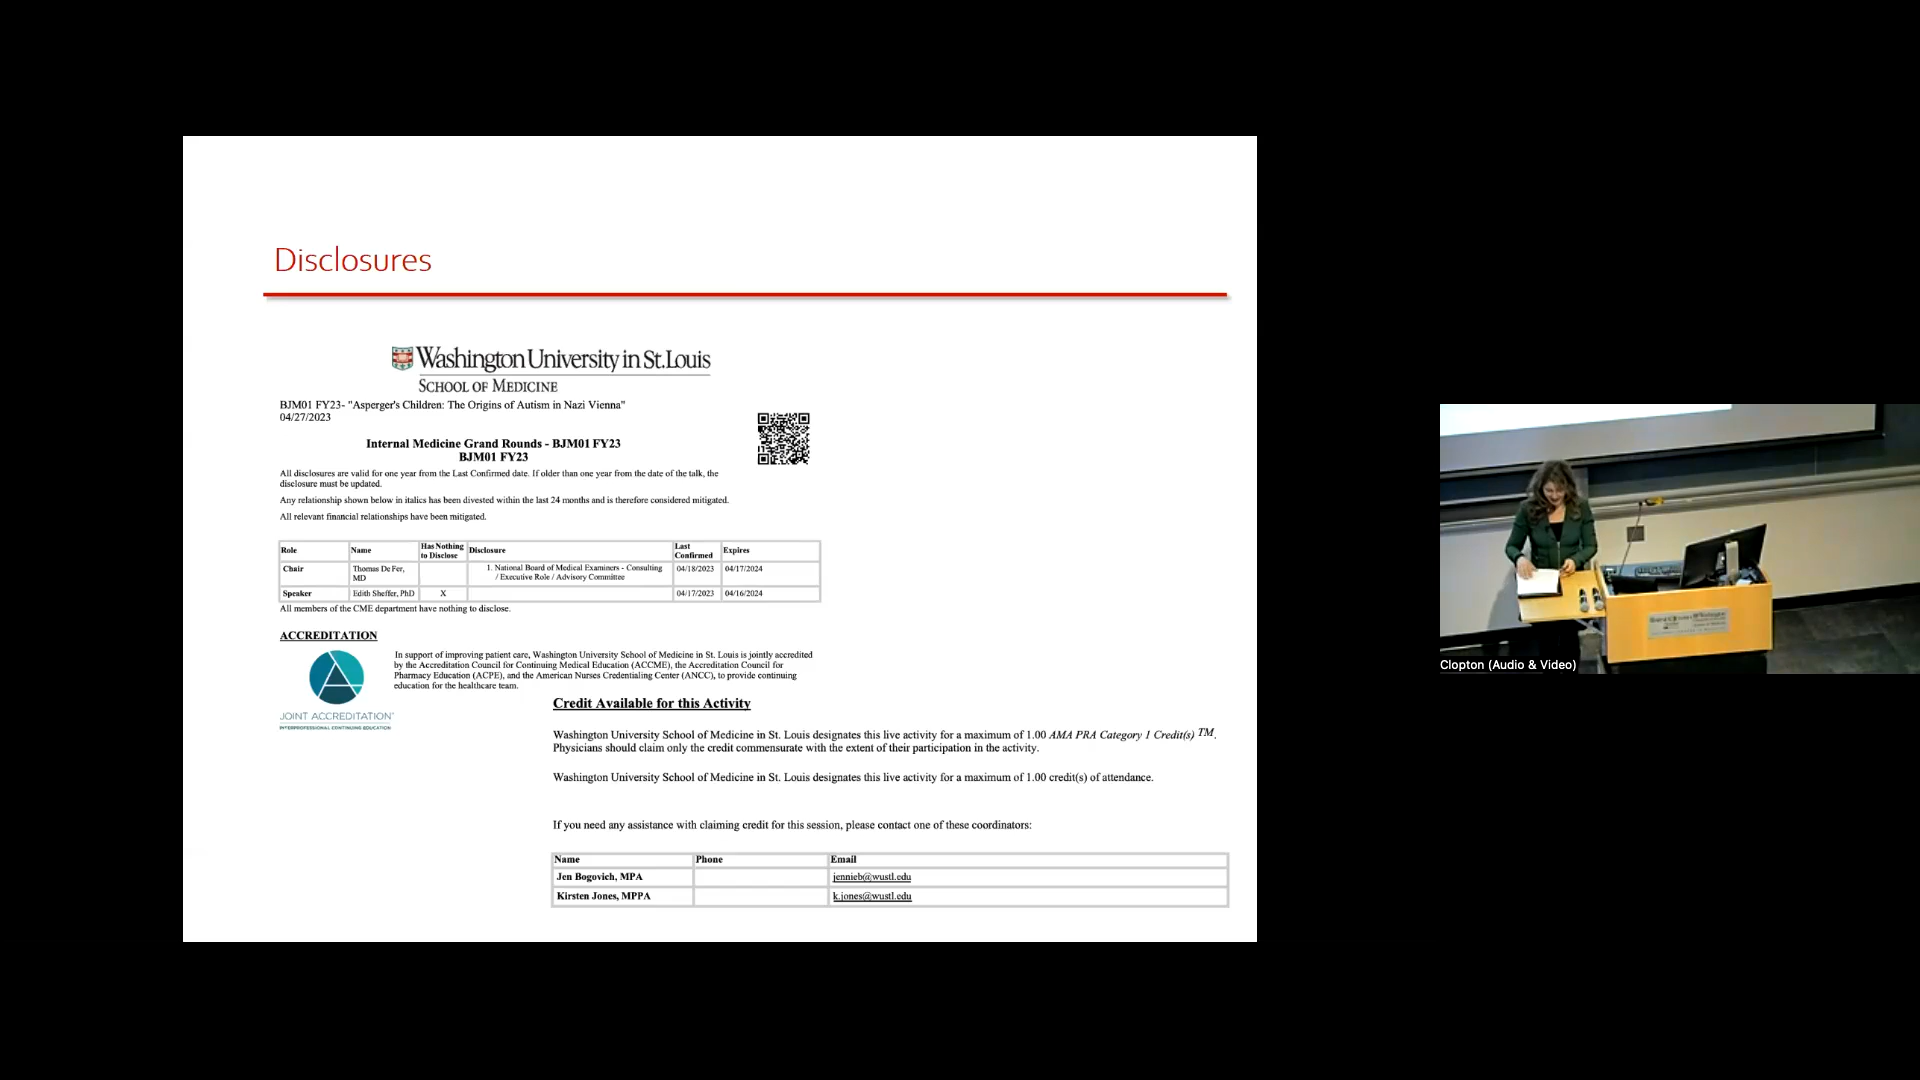 Disclosures
Washington University in St. Louis
SCHOOL OF MEDICINE
BJM01 FY23- "Asperger's Children: The Origins of Autism in Nazi Vienna"
04/27/2023
Internal Medicine Grand Rounds - BJM01 FY23
BJM01 FY23
All disclosures are valid for one year from the Last Confirmed date. If older than one year from the date of the talk, the
disclosure must be updated.
Any relationship shown below in italics has been divested within the last 24 months and is therefore considered mitigated.
All relevant financial relationships have been mitigated.
Role Name Has Nothing to Disclose Disclosure Last Confirmed Expires
Chair Thomas De Fer, MD 1. National Board of Medical Examiners - Consulting / Executive Role / Advisory Committee 04/18/2023 04/17/2024
Speaker Edith Sheffer, PhD X 04/17/2023 04/16/2024
All members of the CME department have nothing to disclose.
ACCREDITATION
In support of improving patient care, Washington University School of Medicine in St. Louis is jointly accredited
by the Accreditation Council for Continuing Medical Education (ACCME), the Accreditation Council for
Pharmacy Education (ACPE), and the American Nurses Credentialing Center (ANCC), to provide continuing
education for the healthcare team.
JOINT ACCREDITATION
INTERPROFESSIONAL CONTINUING EDUCATION
Credit Available for this Activity
Washington University School of Medicine in St. Louis designates this live activity for a maximum of 1.00 AMA PRA Category 1 Credit(s) TM.
Physicians should claim only the credit commensurate with the extent of their participation in the activity.
Washington University School of Medicine in St. Louis designates this live activity for a maximum of 1.00 credit(s) of attendance.
If you need any assistance with claiming credit for this session, please contact one of these coordinators:
Name Phone Email
Jen Bogovich, MPA jennieb@wustl.edu
Kirsten Jones, MPPA k.jones@wustl.edu
Clopton (Audio & Video)